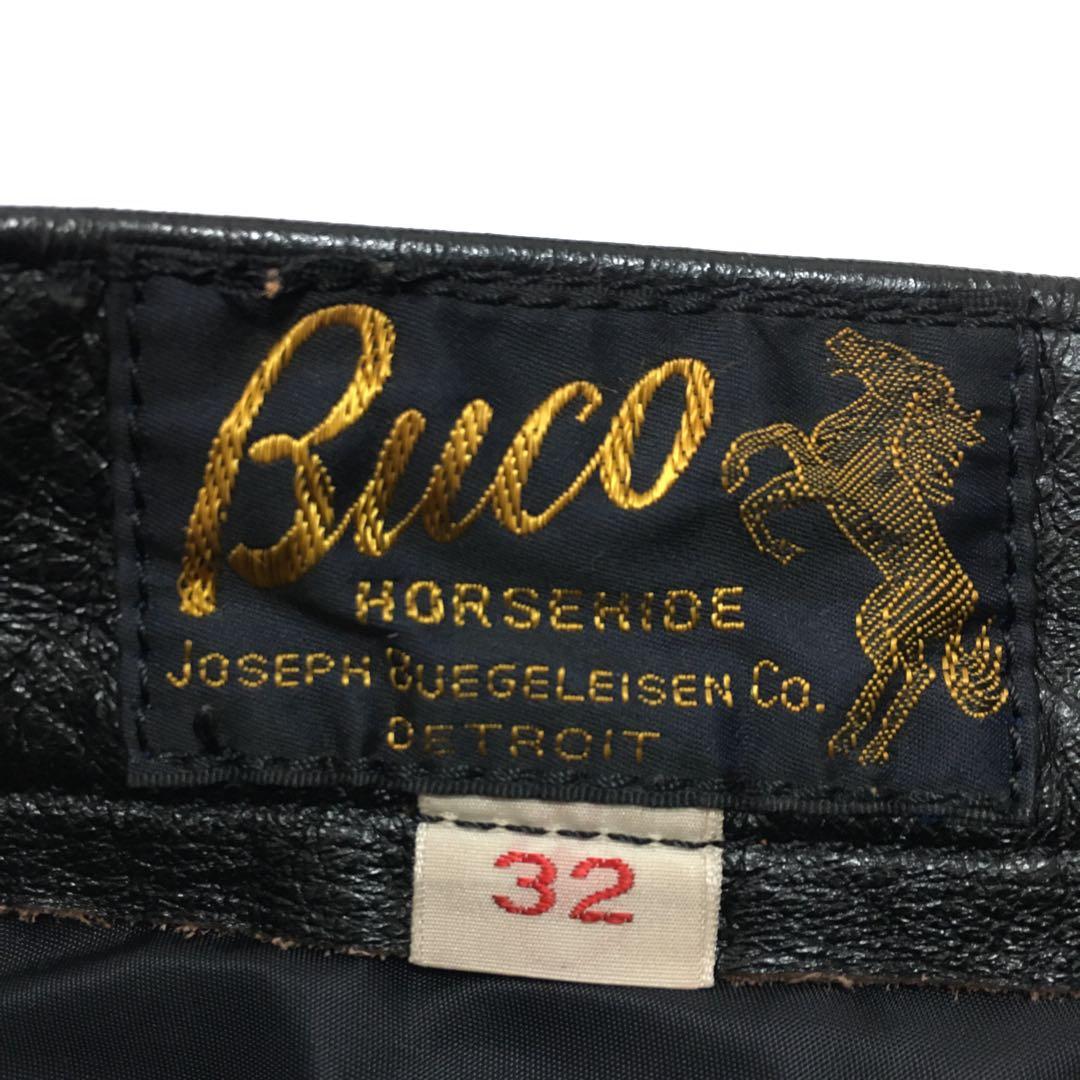 Buco
HORSEHIDE
JOSEPH BUEGELEISEN CO.
DETROIT
32